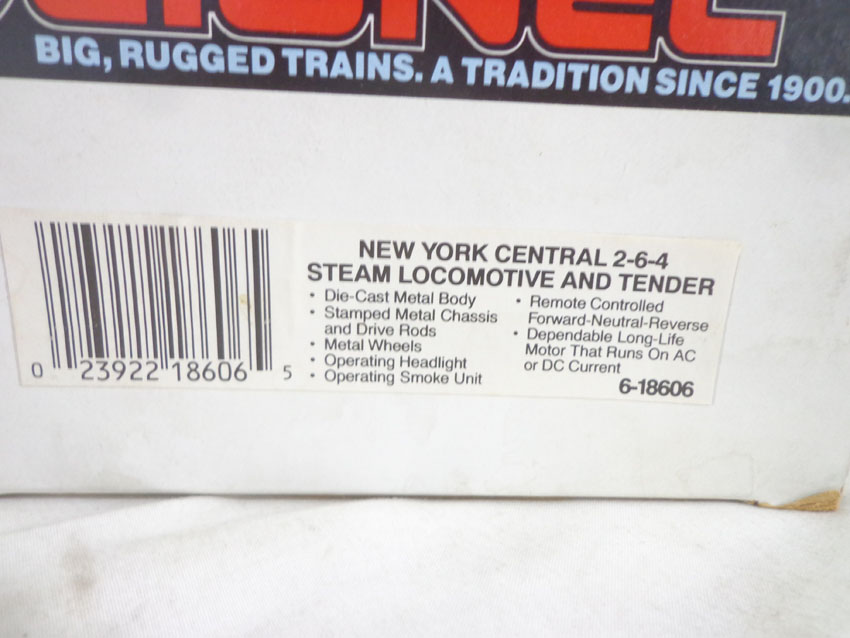 LIONEL
BIG, RUGGED TRAINS. A TRADITION SINCE 1900.
NEW YORK CENTRAL 2-6-4
STEAM LOCOMOTIVE AND TENDER
• Die-Cast Metal Body
• Stamped Metal Chassis
and Drive Rods
• Metal Wheels
• Operating Headlight
• Operating Smoke Unit
• Remote Controlled
Forward-Neutral-Reverse
• Dependable Long-Life
Motor That Runs On AC
or DC Current
6-18606
0 23922 18606 5